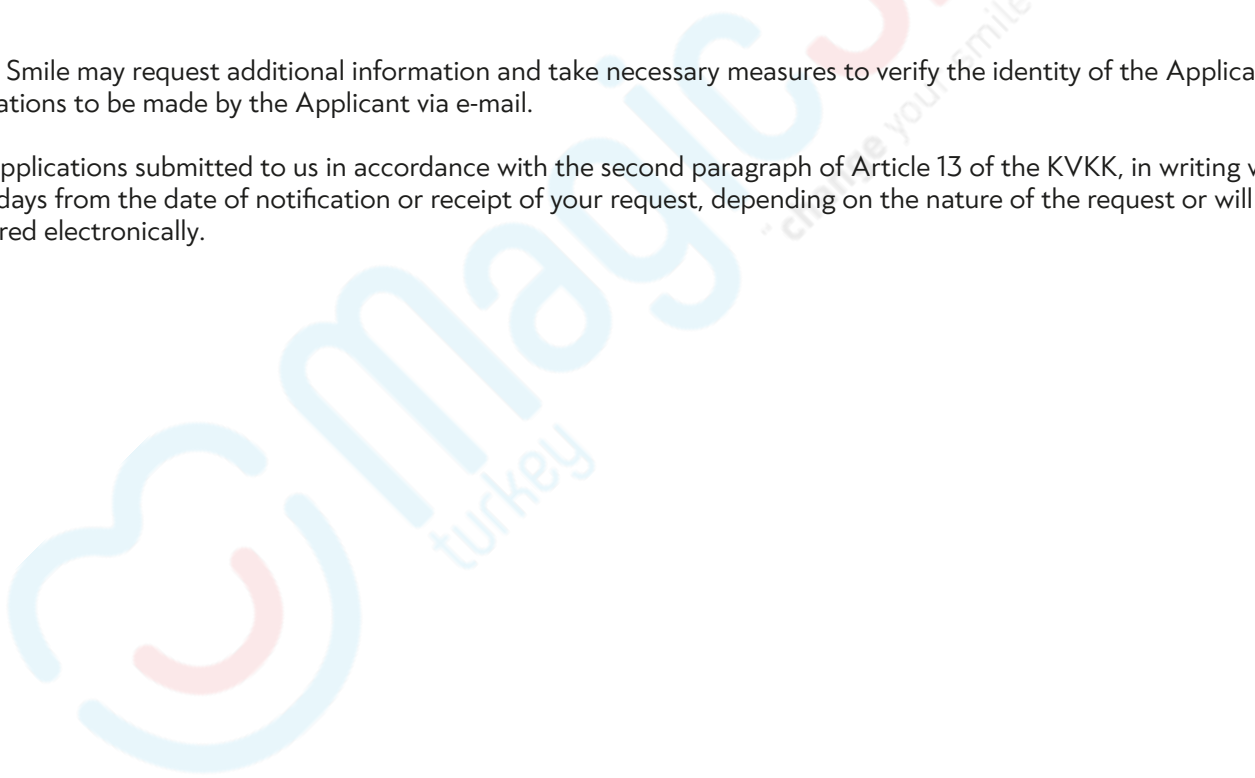 Smile may request additional information and take necessary measures to verify the identity of the Applica
ations to be made by the Applicant via e-mail.
pplications submitted to us in accordance with the second paragraph of Article 13 of the KVKK, in writing
days from the date of notification or receipt of your request, depending on the nature of the request or will
red electronically.
magic
turkey
"change your smile